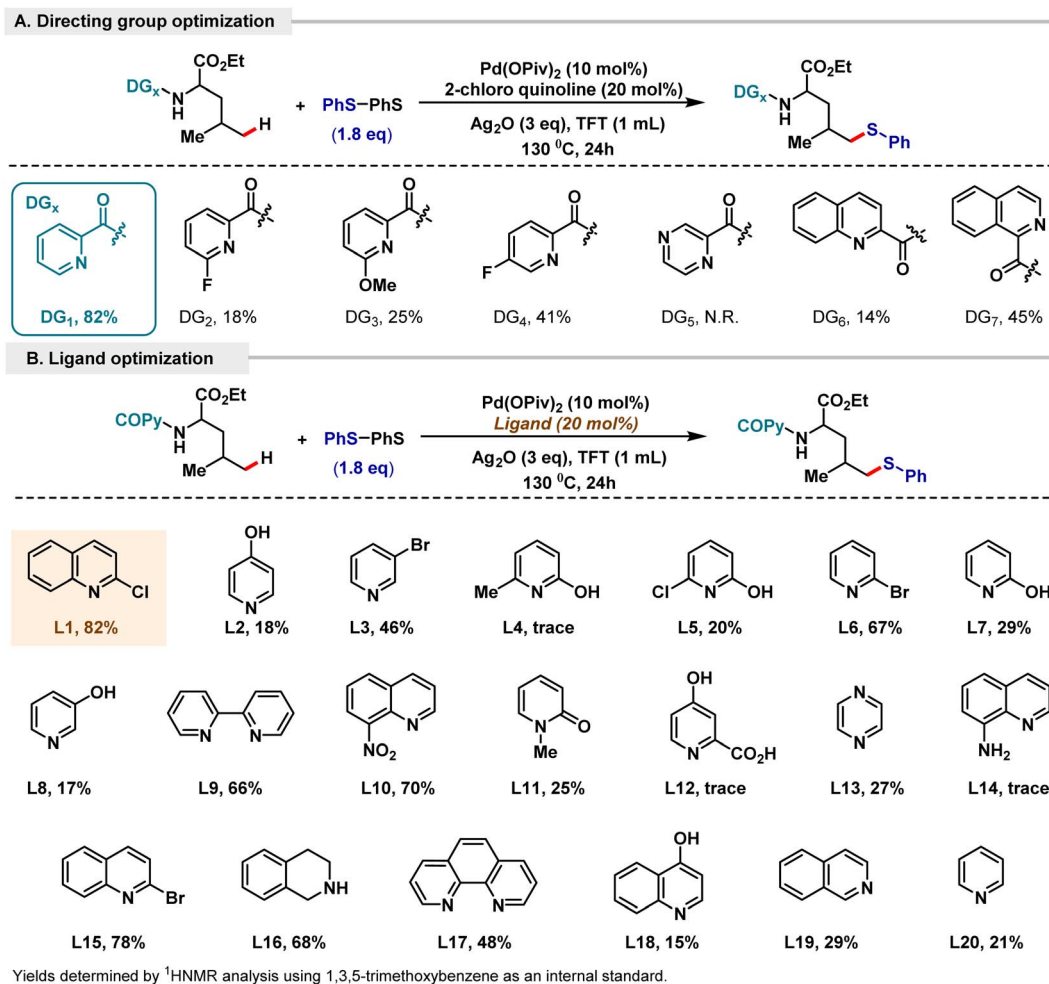 A. Directing group optimization
CO₂Et
DGₓ
N
H
Me
H
+
PhS–PhS
(1.8 eq)
Pd(OPiv)₂ (10 mol%)
2-chloro quinoline (20 mol%)
Ag₂O (3 eq), TFT (1 mL)
130 ⁰C, 24h
CO₂Et
DGₓ
N
H
Me
S
Ph
DGₓ
O
N
DG₁, 82%
O
N
F
DG₂, 18%
O
N
OMe
DG₃, 25%
O
N
F
DG₄, 41%
O
N
N
DG₅, N.R.
N
O
DG₆, 14%
N
O
DG₇, 45%
B. Ligand optimization
CO₂Et
COPy
N
H
Me
H
+
PhS–PhS
(1.8 eq)
Pd(OPiv)₂ (10 mol%)
Ligand (20 mol%)
Ag₂O (3 eq), TFT (1 mL)
130 ⁰C, 24h
CO₂Et
COPy
N
H
Me
S
Ph
N
Cl
L1, 82%
OH
N
L2, 18%
Br
N
L3, 46%
Me
N
OH
L4, trace
Cl
N
OH
L5, 20%
N
Br
L6, 67%
N
OH
L7, 29%
OH
N
L8, 17%
N
N
L9, 66%
N
NO₂
L10, 70%
N
O
Me
L11, 25%
OH
N
CO₂H
L12, trace
N
N
L13, 27%
N
NH₂
L14, trace
N
Br
L15, 78%
NH
L16, 68%
N
N
L17, 48%
OH
N
L18, 15%
N
L19, 29%
N
L20, 21%
Yields determined by ¹HNMR analysis using 1,3,5-trimethoxybenzene as an internal standard.